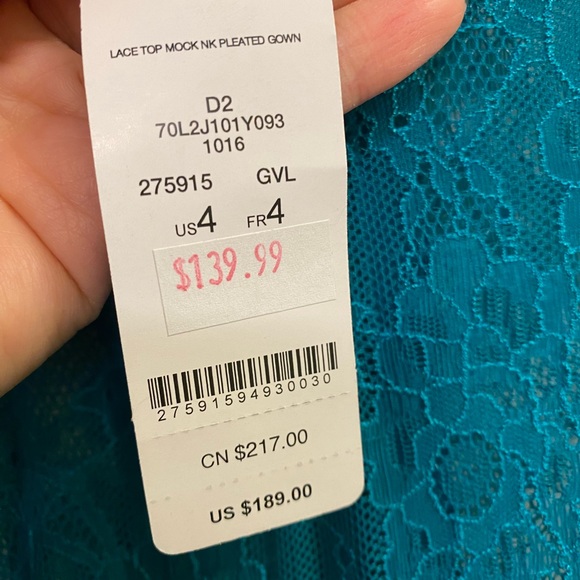 LACE TOP MOCK NK PLEATED GOWN
D2
70L2J101Y093
1016
275915 GVL
US4 FR4
$139.99
27591594930030
CN $217.00
US $189.00